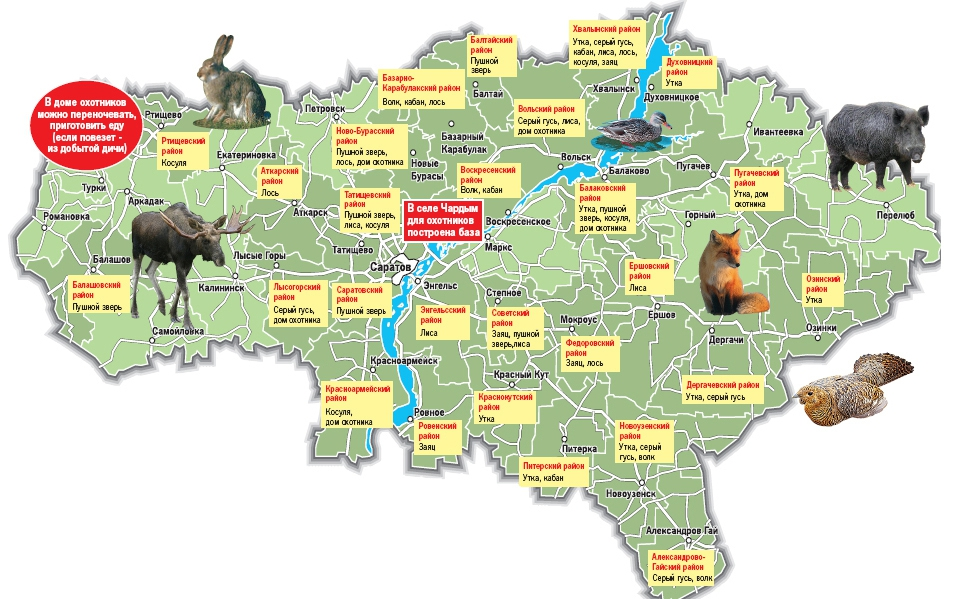 Хвалынский район
Утка, серый гусь,
кабан, лиса, лось,
косуля, заяц
Балтайский
район
Пушной
зверь
Духовницкий
район
Утка
Хвалынск
Духовницкое
Базарно-
Карабулакский район
Волк, кабан, лось
Балтай
В доме охотников
можно переночевать,
приготовить еду
(если повезет -
из добытой дичи)
Ртищево
Петровск
Вольский район
Серый гусь, лиса,
дом охотника
Ивантеевка
Ртищевский
район
Косуля
Ново-Бурасский
район
Пушной зверь,
лось, дом охотника
Базарный
Карабулак
Екатериновка
Новые
Бурасы
Вольск
Балаково
Пугачев
Аткарский
район
Лось
Воскресенский
район
Волк, кабан
Пугачевский
район
Утка, дом
охотника
Турки
Аркадак
Татищевский
район
Пушной зверь,
лиса, косуля
Балаковский
район
Утка, пушной
зверь, косуля,
дом охотника
Романовка
Аткарск
В селе Чардым
для охотников
построена база
Воскресенское
Горный
Перелюб
Маркс
Татищево
Балашов
Лысые Горы
Саратов
Ершовский
район
Лиса
Озинский
район
Утка
Балашовский
район
Пушной зверь
Калининск
Лысогорский
район
Серый гусь,
дом охотника
Саратовский
район
Пушной зверь
Энгельс
Степное
Энгельсский
район
Лиса
Советский
район
Заяц, пушной
зверь,лиса
Мокроус
Ершов
Самойловка
Дергачи
Озинки
Федоровский
район
Заяц, лось
Красноармейск
Красный Кут
Красноармейский
район
Косуля,
дом охотника
Дергачевский район
Утка, серый гусь
Краснокутский
район
Утка
Ровное
Ровенский
район
Заяц
Новоузенский
район
Утка, серый
гусь, волк
Питерка
Питерский район
Утка, кабан
Новоузенск
Александров Гай
Александрово-
Гайский район
Серый гусь, волк